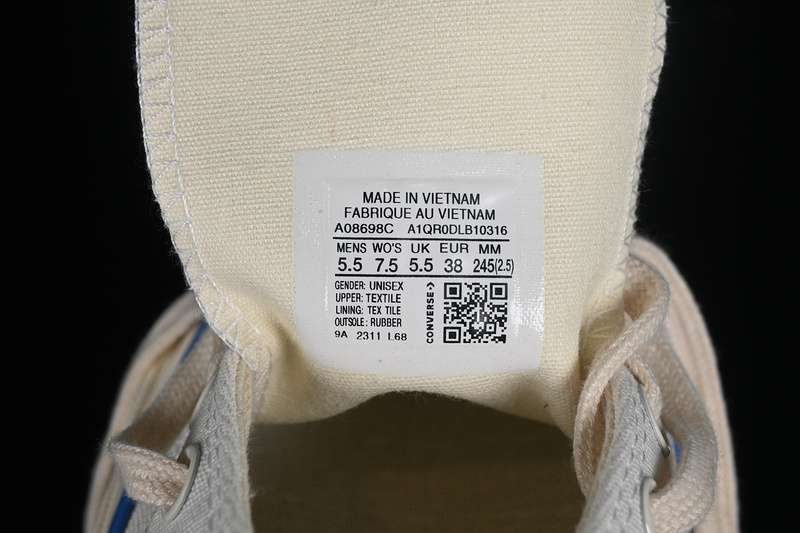 MADE IN VIETNAM
FABRIQUE AU VIETNAM
A08698C A1QR0DLB10316
MENS WO'S UK EUR MM
5.5 7.5 5.5 38 245(2.5)
GENDER: UNISEX
UPPER: TEXTILE
LINING: TEX TILE
OUTSOLE: RUBBER
9A 2311 L68
CONVERSE